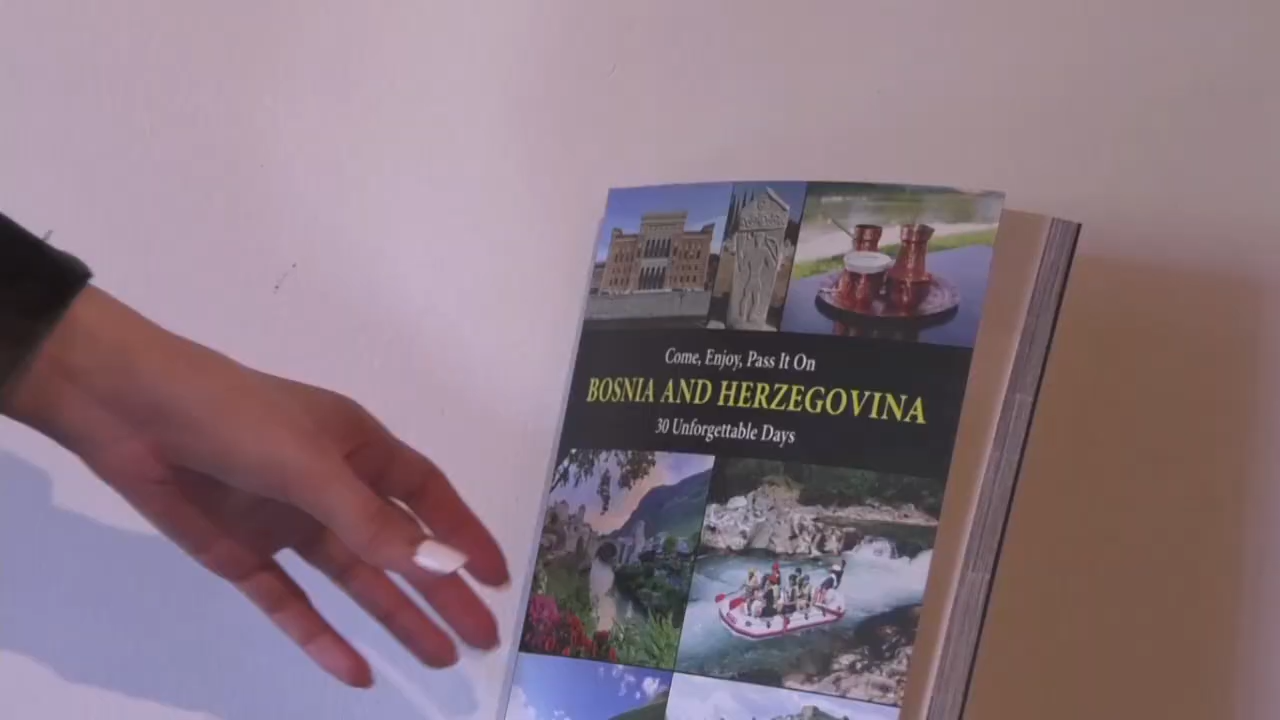 Come, Enjoy, Pass It On
BOSNIA AND HERZEGOVINA
30 Unforgettable Days